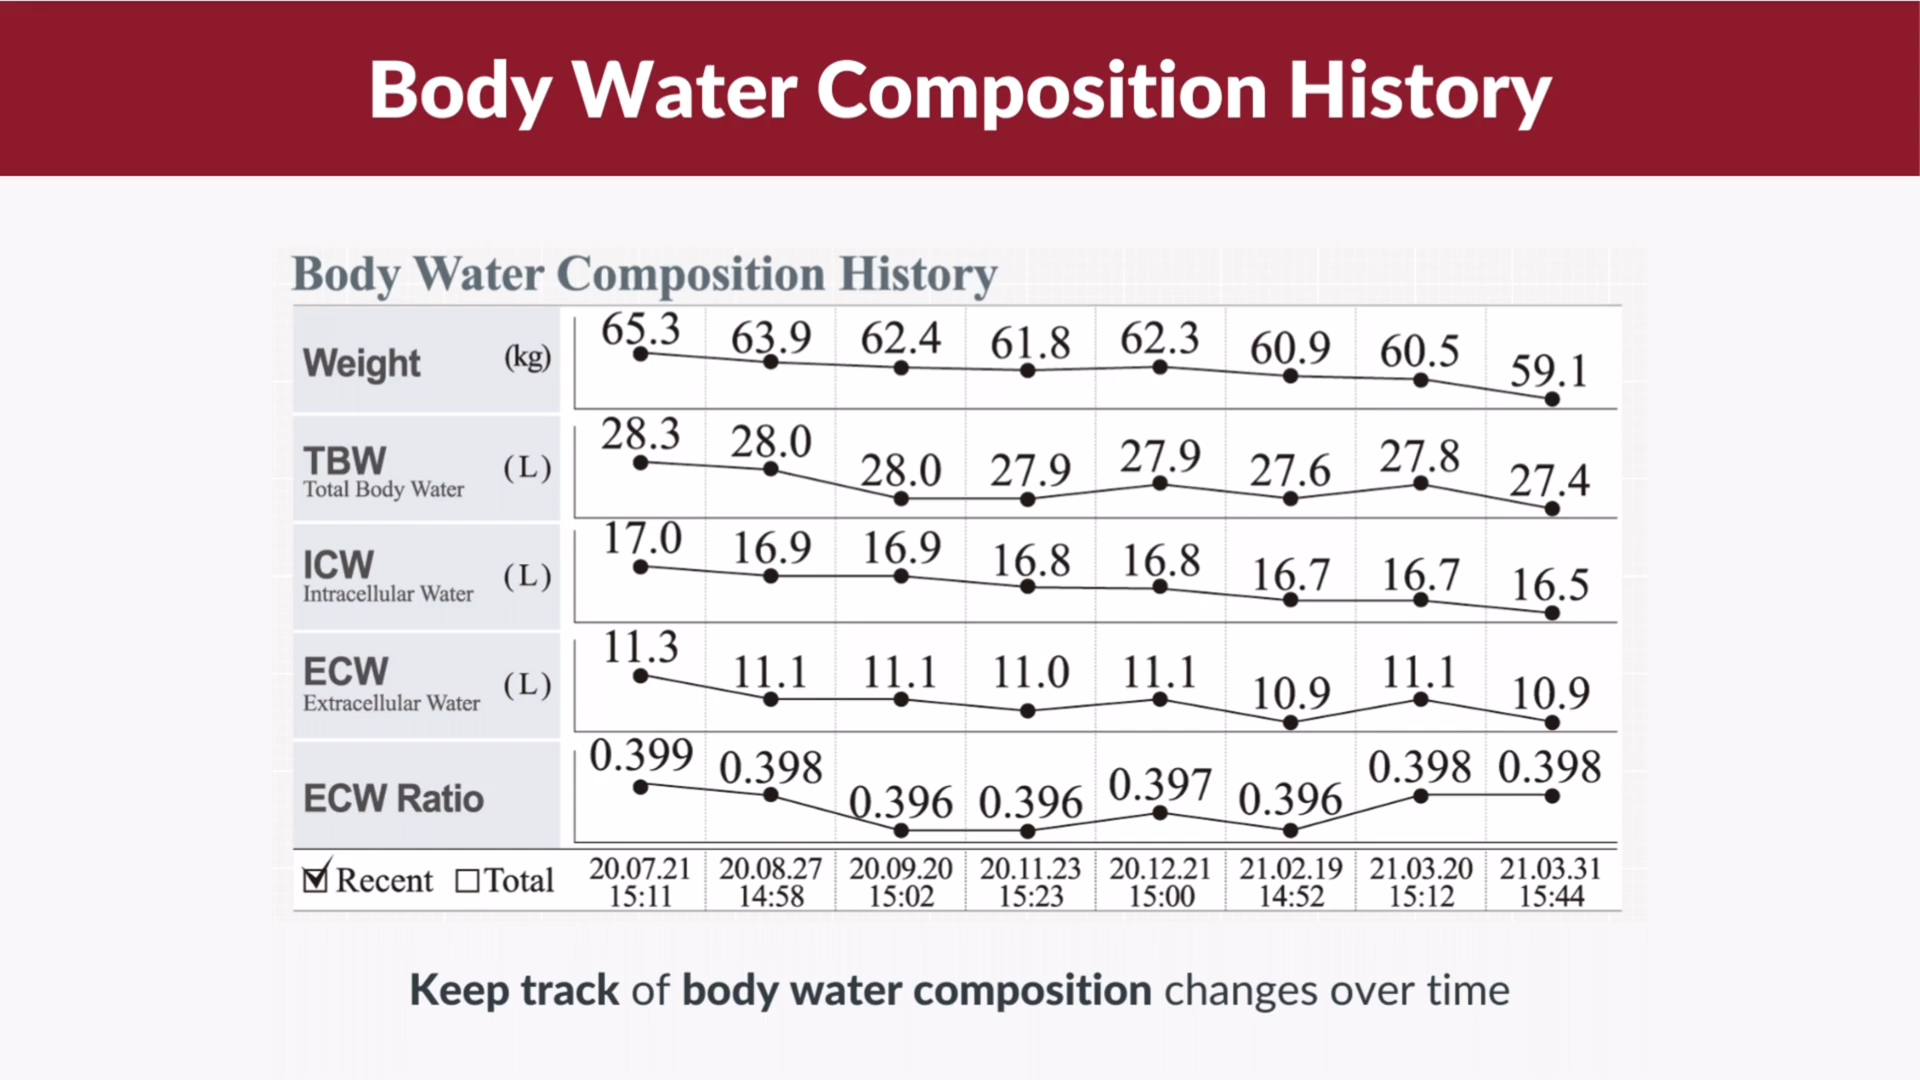 Body Water Composition History
Body Water Composition History
Weight (kg) 65.3 63.9 62.4 61.8 62.3 60.9 60.5 59.1
TBW (L) 28.3 28.0 28.0 27.9 27.9 27.6 27.8 27.4
Total Body Water
ICW (L) 17.0 16.9 16.9 16.8 16.8 16.7 16.7 16.5
Intracellular Water
ECW (L) 11.3 11.1 11.1 11.0 11.1 10.9 11.1 10.9
Extracellular Water
ECW Ratio 0.399 0.398 0.396 0.396 0.397 0.396 0.398 0.398
Recent Total 20.07.21 20.08.27 20.09.20 20.11.23 20.12.21 21.02.19 21.03.20 21.03.31
15:11 14:58 15:02 15:23 15:00 14:52 15:12 15:44
Keep track of body water composition changes over time